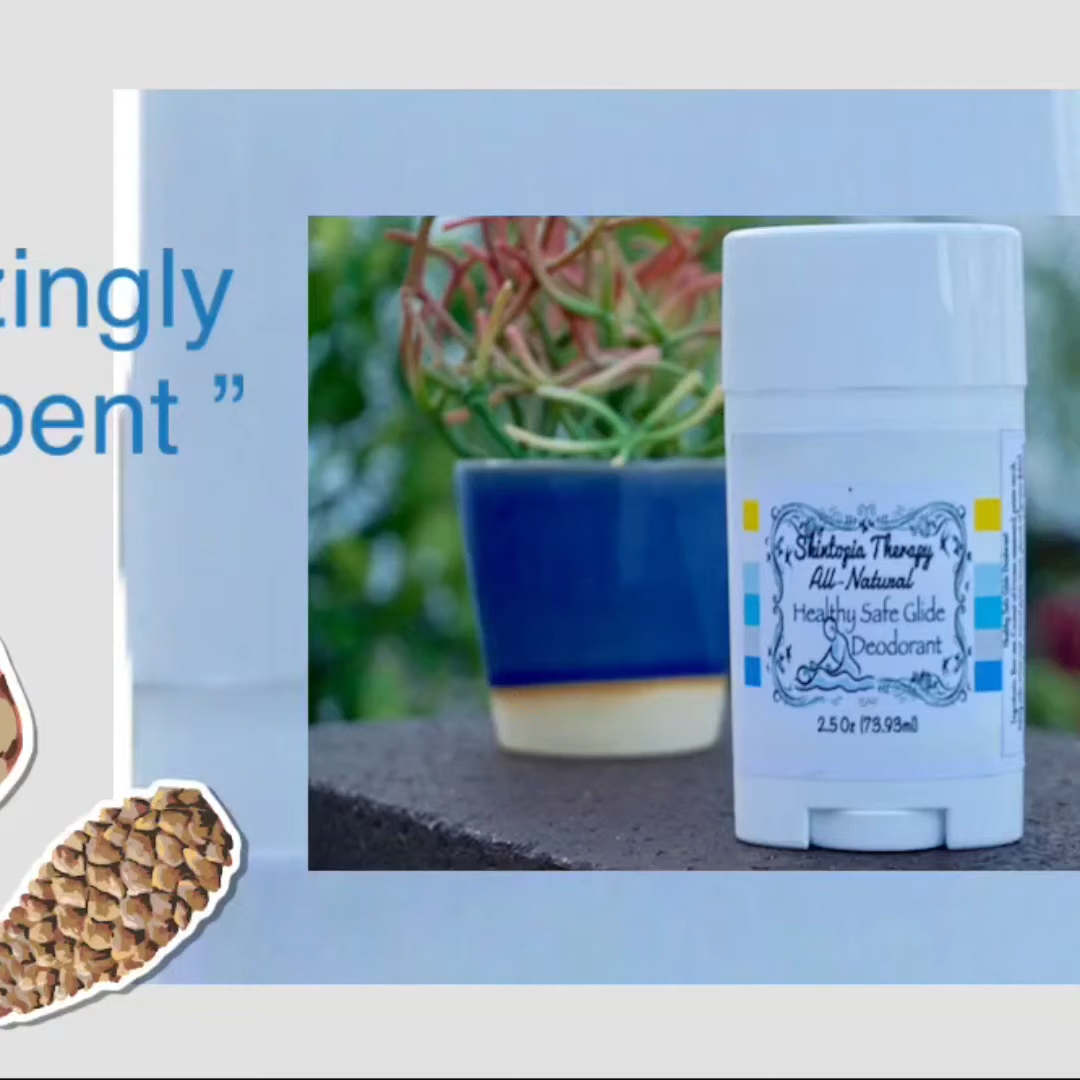 zingly
pent ”
Skintopia Therapy
All-Natural
Healthy Safe Glide
Deodorant
2.5 Oz (73.93ml)